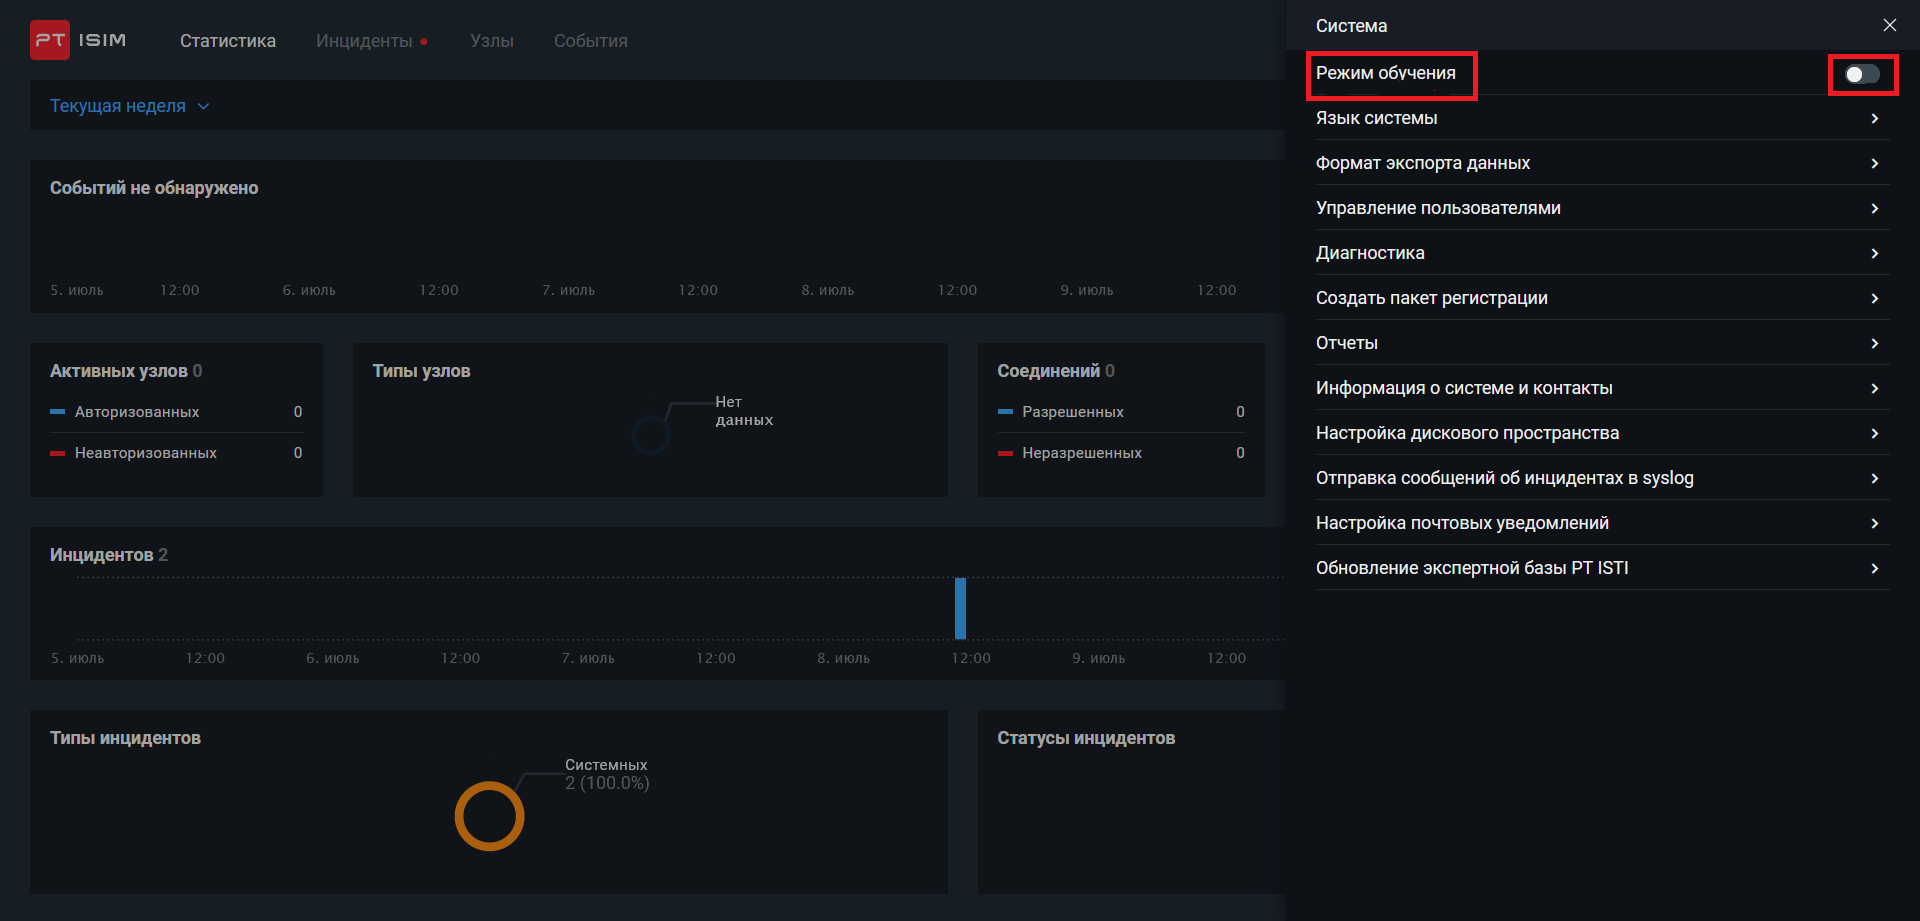 PT ISIM
Статистика
Инциденты
Узлы
События
Текущая неделя
Событий не обнаружено
5. июль 12:00 6. июль 12:00 7. июль 12:00 8. июль 12:00 9. июль 12:00
Активных узлов 0
Авторизованных 0
Неавторизованных 0
Типы узлов
Нет
данных
Соединений 0
Разрешенных 0
Неразрешенных 0
Инцидентов 2
5. июль 12:00 6. июль 12:00 7. июль 12:00 8. июль 12:00 9. июль 12:00
Типы инцидентов
Системных
2 (100.0%)
Статусы инцидентов
Система
Режим обучения
Язык системы
Формат экспорта данных
Управление пользователями
Диагностика
Создать пакет регистрации
Отчеты
Информация о системе и контакты
Настройка дискового пространства
Отправка сообщений об инцидентах в syslog
Настройка почтовых уведомлений
Обновление экспертной базы PT ISTI